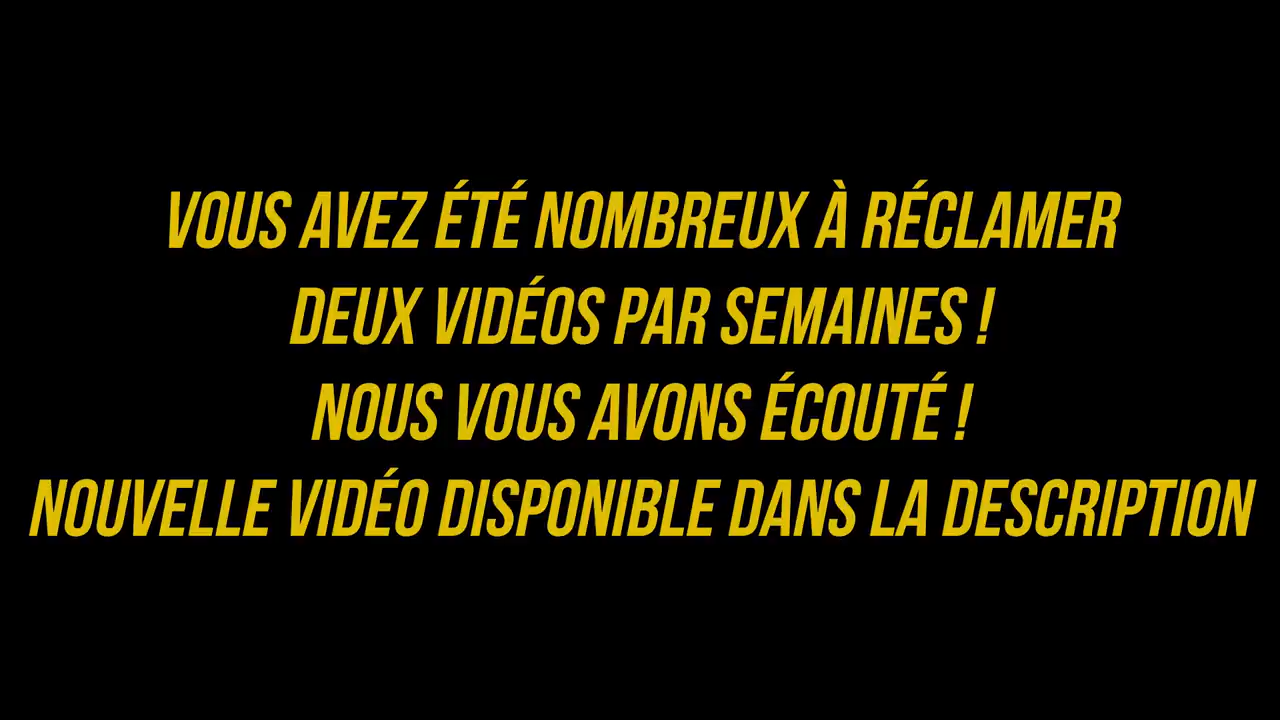 VOUS AVEZ ÉTÉ NOMBREUX À RÉCLAMER
DEUX VIDÉOS PAR SEMAINES !
NOUS VOUS AVONS ÉCOUTÉ !
NOUVELLE VIDÉO DISPONIBLE DANS LA DESCRIPTION